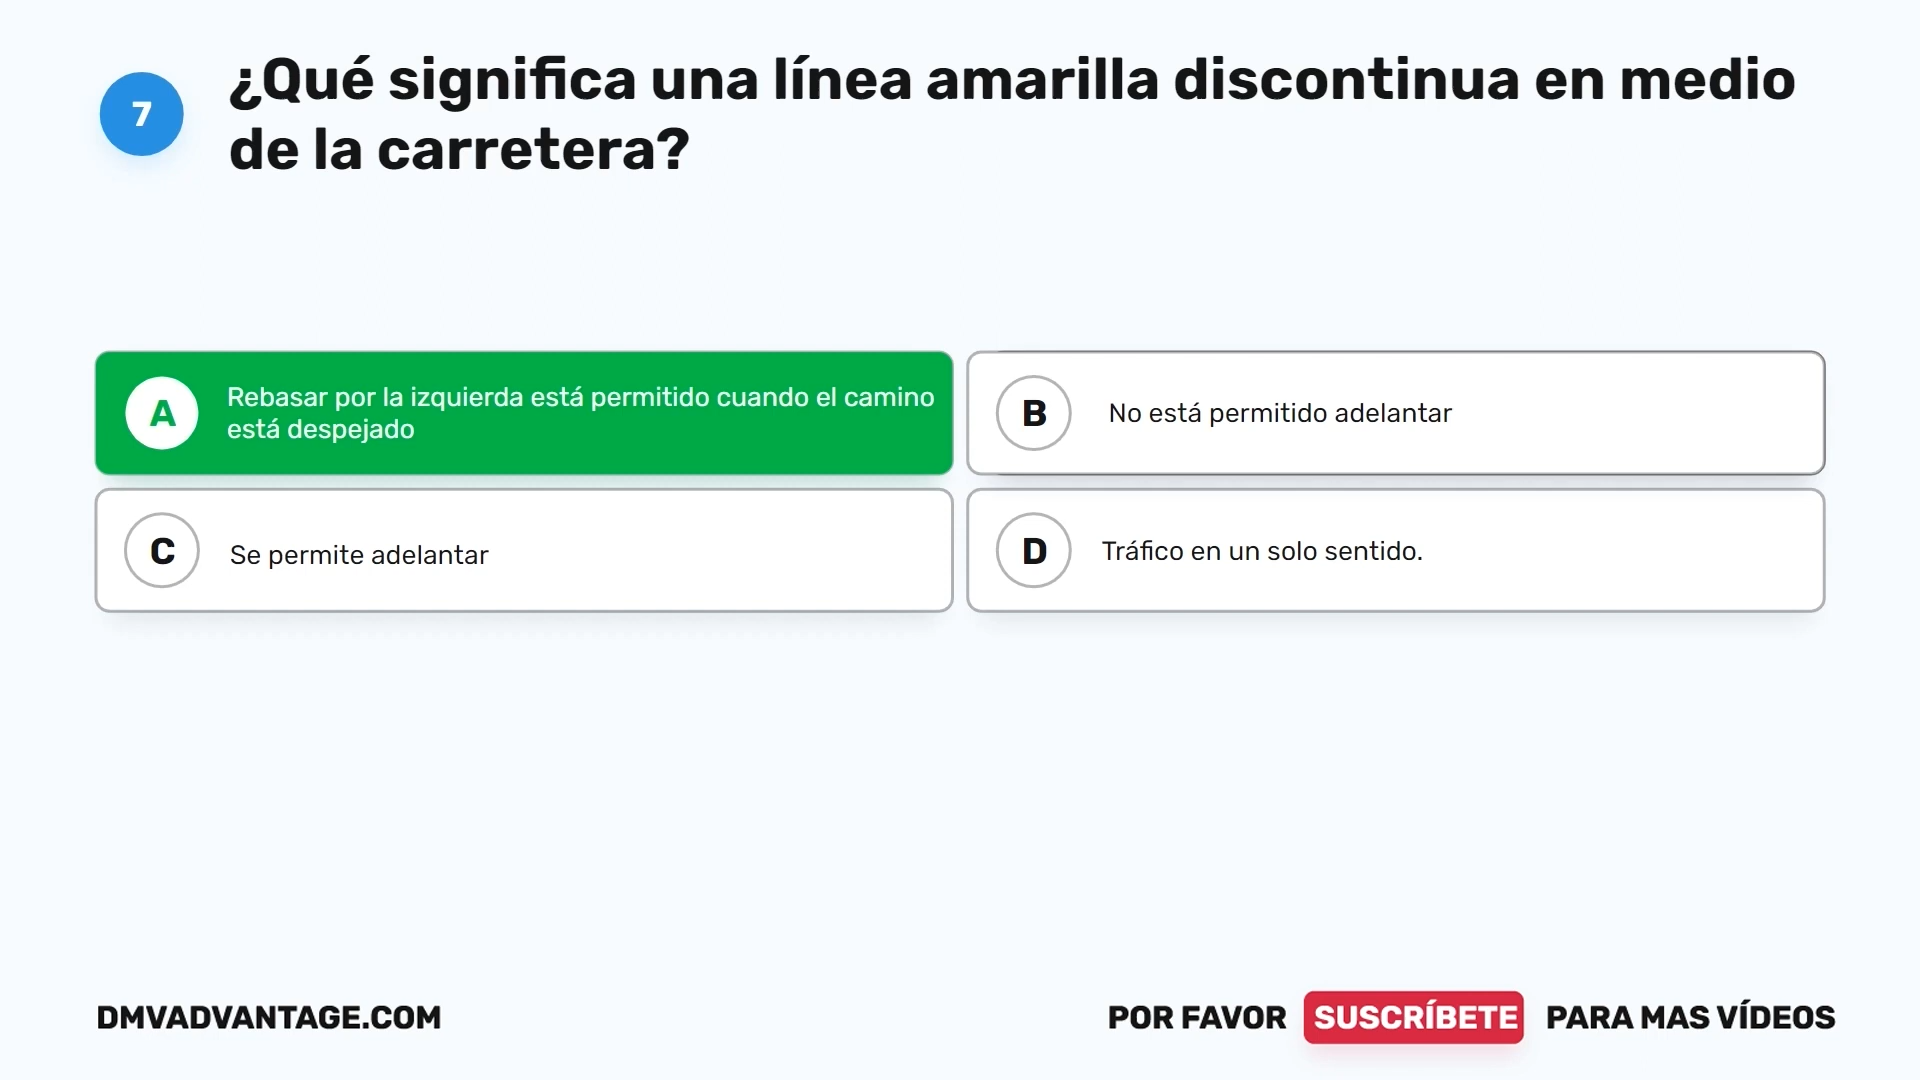 7
¿Qué significa una línea amarilla discontinua en medio
de la carretera?
A
Rebasar por la izquierda está permitido cuando el camino
está despejado
B
No está permitido adelantar
C
Se permite adelantar
D
Tráfico en un solo sentido.
DMVADVANTAGE.COM
POR FAVOR SUSCRÍBETE PARA MAS VÍDEOS